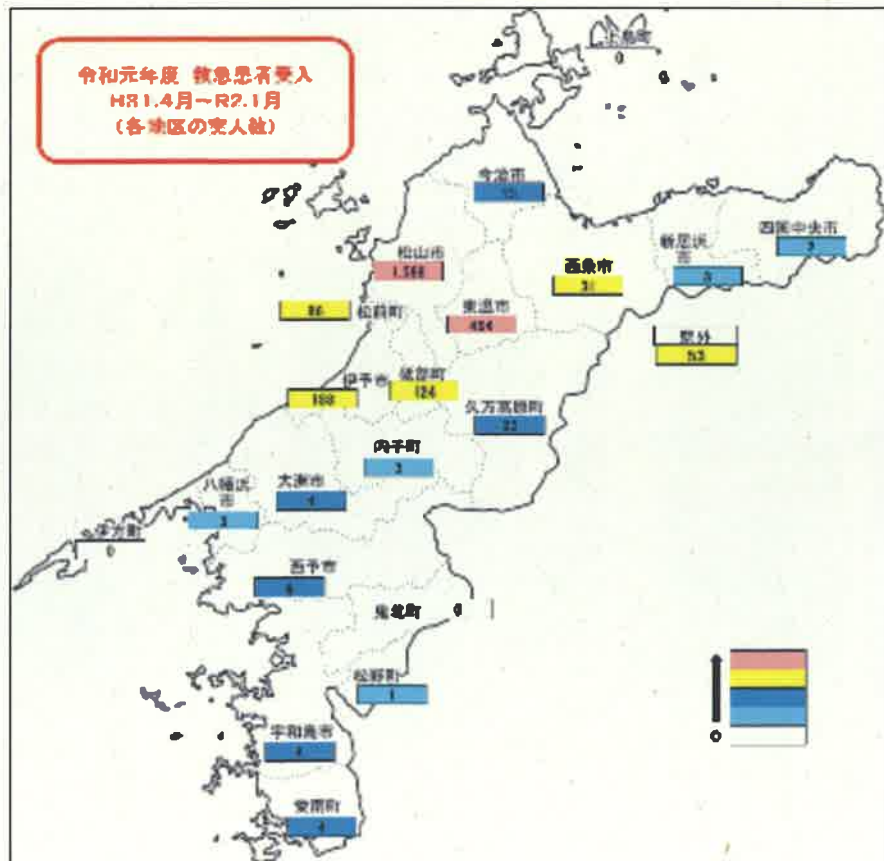 令和元年度 救急患者受入
H31.4月～R2.1月
(各地区の実人数)
上島町
0
今治市
四国中央市
新居浜
市
3
松山市
西条市
東温市
松前町
86
県外
53
伊予市
188
砥部町
124
久万高原町
22
内子町
3
八幡浜
市
大洲市
4
伊方町
0
西予市
鬼北町
0
松野町
1
宇和島市
愛南町
4
0